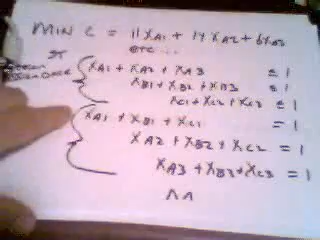 MIN C = 11XA1 + 14XA2 + 6XA3
ETC...
ST
XA1 + XA2 + XA3 ≤ 1
XB1 + XB2 + XB3 ≤ 1
XC1 + XC2 + XC3 ≤ 1
XA1 + XB1 + XC1 = 1
XA2 + XB2 + XC2 = 1
XA3 + XB3 + XC3 = 1